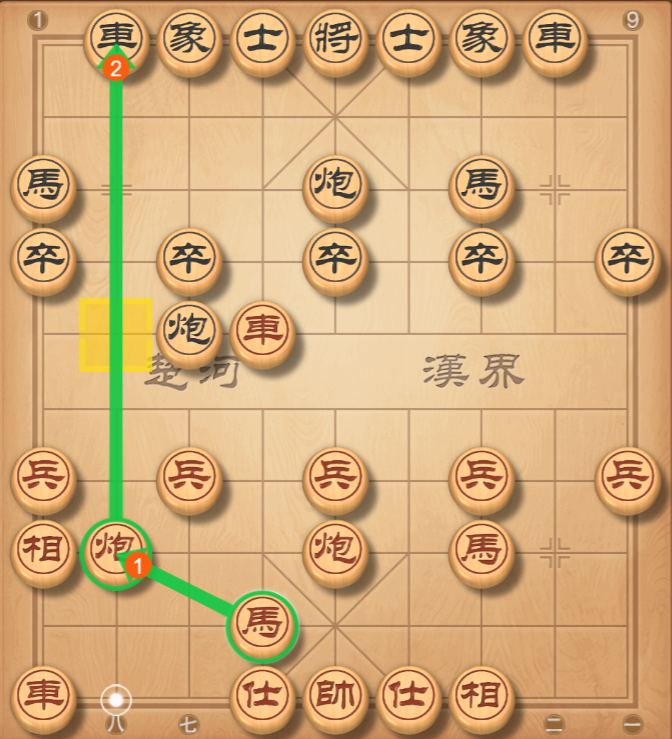 1 9
車 象 士 將 士 象 車
2
馬 炮 馬
卒 卒 卒 卒 卒
炮 車
楚河 漢界
兵 兵 兵 兵 兵
相 炮 炮 馬
1
馬
車 仕 帥 仕 相
八 七 二 一